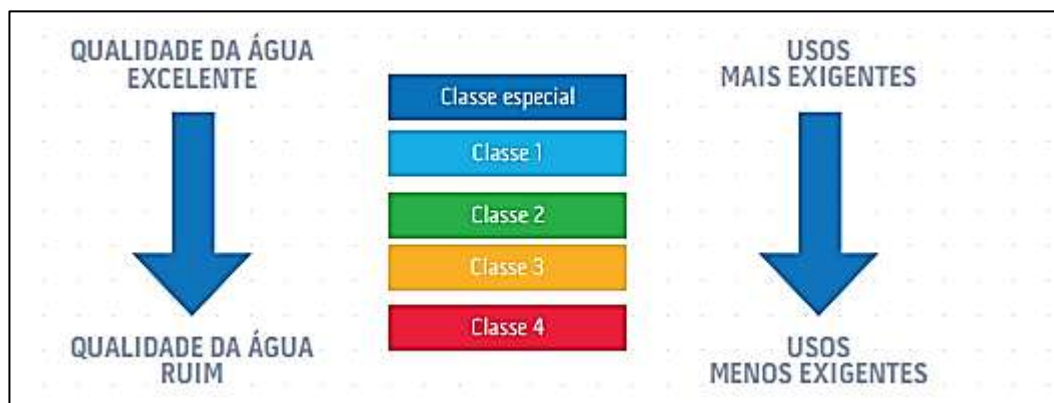 QUALIDADE DA ÁGUA
EXCELENTE
USOS
MAIS EXIGENTES
Classe especial
Classe 1
Classe 2
Classe 3
Classe 4
QUALIDADE DA ÁGUA
RUIM
USOS
MENOS EXIGENTES